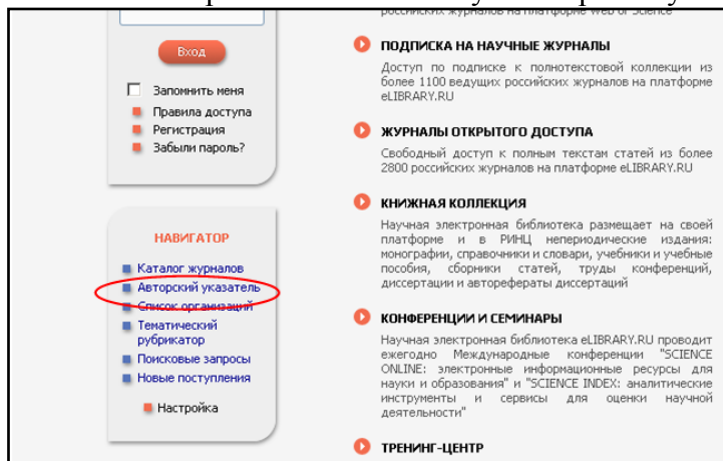 Вход
Запомнить меня
Правила доступа
Регистрация
Забыли пароль?
НАВИГАТОР
Каталог журналов
Авторский указатель
Список организаций
Тематический
рубрикатор
Поисковые запросы
Новые поступления
Настройка
российских журналов на платформе Web of Science
ПОДПИСКА НА НАУЧНЫЕ ЖУРНАЛЫ
Доступ по подписке к полнотекстовой коллекции из
более 1100 ведущих российских журналов на платформе
eLIBRARY.RU
ЖУРНАЛЫ ОТКРЫТОГО ДОСТУПА
Свободный доступ к полным текстам статей из более
2800 российских журналов на платформе eLIBRARY.RU
КНИЖНАЯ КОЛЛЕКЦИЯ
Научная электронная библиотека размещает на своей
платформе и в РИНЦ непериодические издания:
монографии, справочники и словари, учебники и учебные
пособия, сборники статей, труды конференций,
диссертации и авторефераты диссертаций
КОНФЕРЕНЦИИ И СЕМИНАРЫ
Научная электронная библиотека eLIBRARY.RU проводит
ежегодно Международные конференции "SCIENCE
ONLINE: электронные информационные ресурсы для
науки и образования" и "SCIENCE INDEX: аналитические
инструменты и сервисы для оценки научной
деятельности"
ТРЕНИНГ-ЦЕНТР